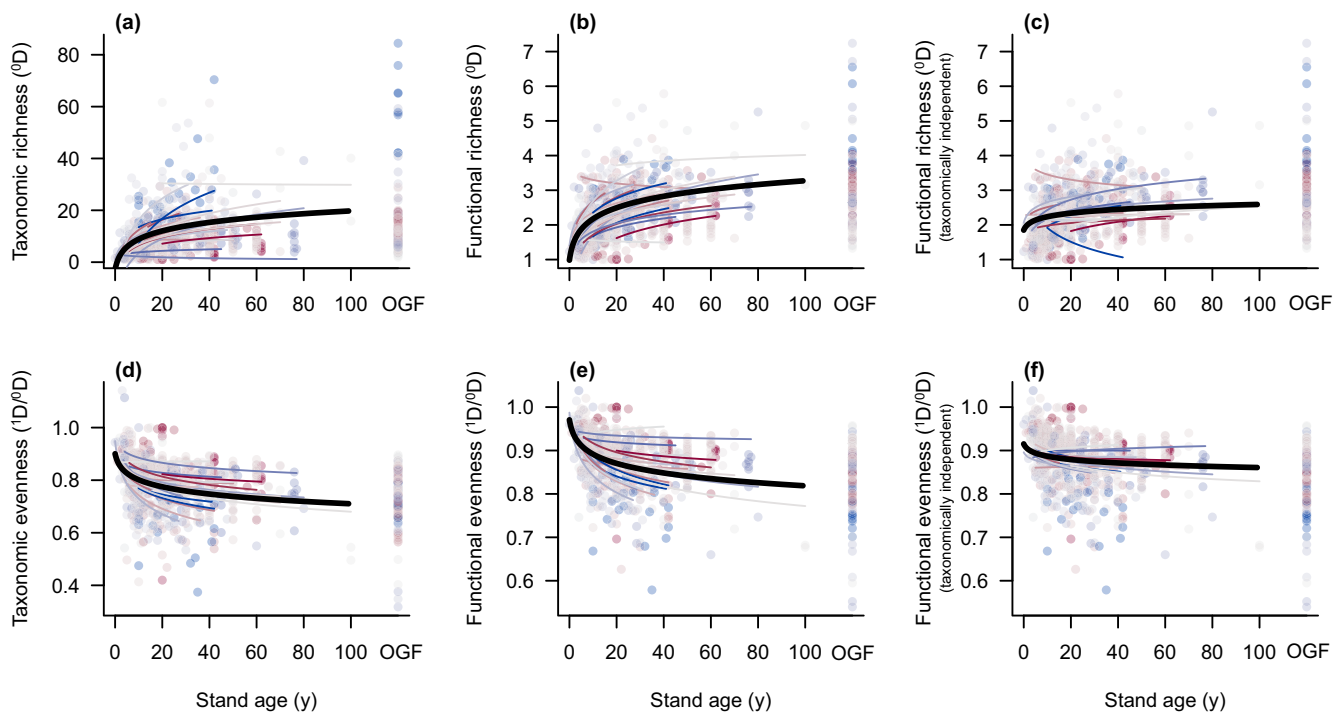 (a)
Taxonomic richness (⁰D)
80
60
40
20
0
0 20 40 60 80 100 OGF
(b)
Functional richness (⁰D)
7
6
5
4
3
2
1
0 20 40 60 80 100 OGF
(c)
Functional richness (⁰D)
(taxonomically independent)
7
6
5
4
3
2
1
0 20 40 60 80 100 OGF
(d)
Taxonomic evenness (¹D/⁰D)
1.0
0.8
0.6
0.4
0 20 40 60 80 100 OGF
Stand age (y)
(e)
Functional evenness (¹D/⁰D)
1.0
0.9
0.8
0.7
0.6
0 20 40 60 80 100 OGF
Stand age (y)
(f)
Functional evenness (¹D/⁰D)
(taxonomically independent)
1.0
0.9
0.8
0.7
0.6
0 20 40 60 80 100 OGF
Stand age (y)